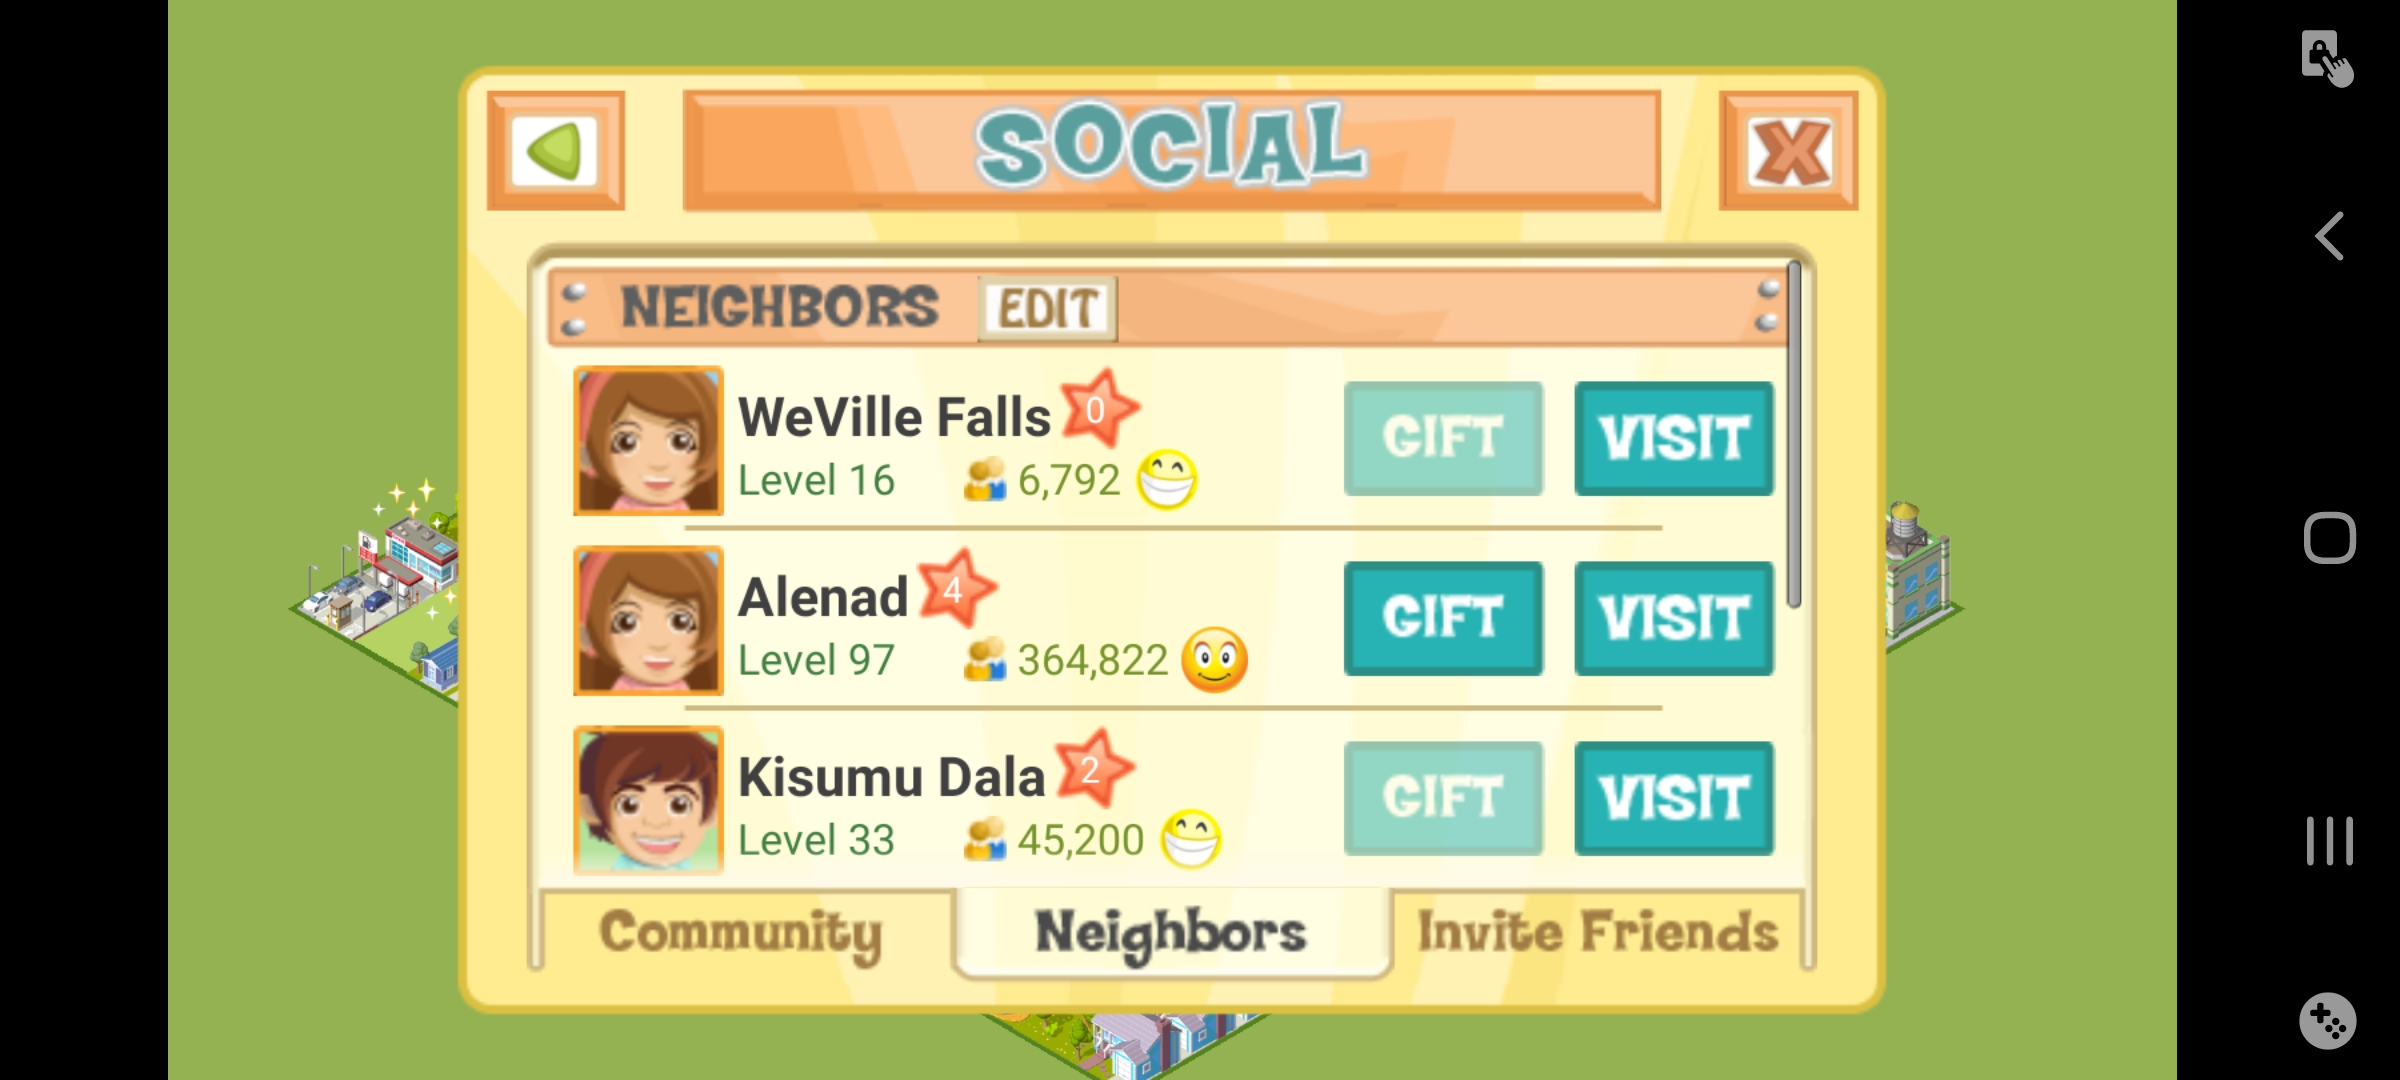 SOCIAL
NEIGHBORS EDIT
WeVille Falls 0
GIFT VISIT
Level 16 6,792
Alenad 4
GIFT VISIT
Level 97 364,822
Kisumu Dala 2
GIFT VISIT
Level 33 45,200
Community Neighbors Invite Friends